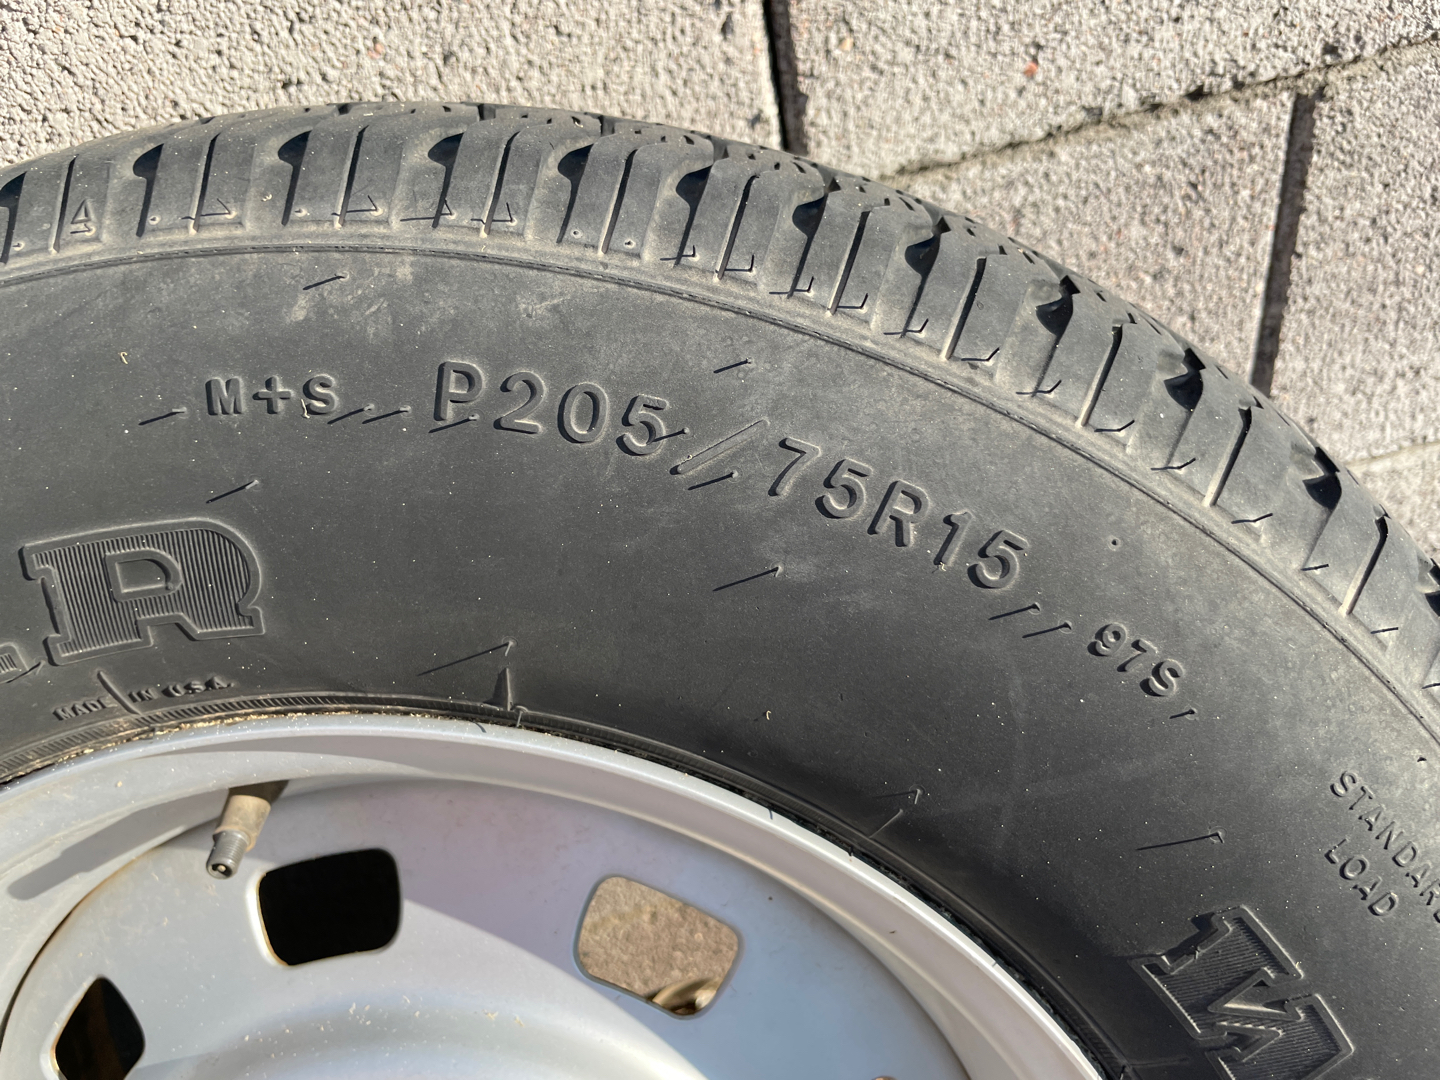 M+S P205/75R15 97S
R
MADE IN U.S.A.
STANDARD
LOAD